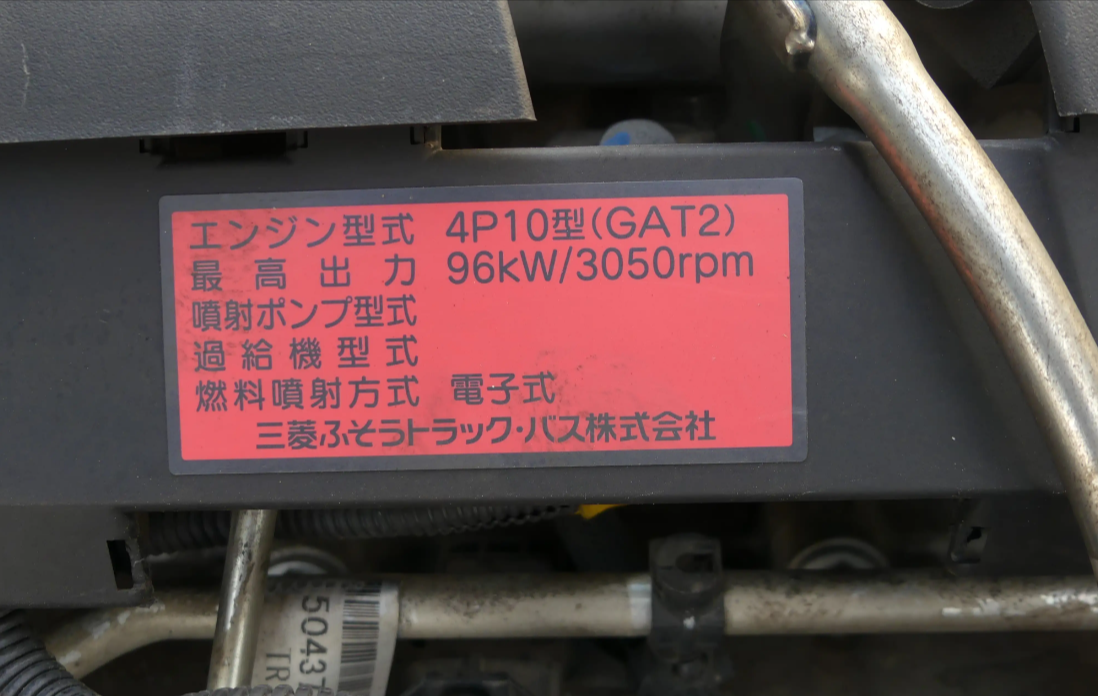 エンジン型式 4P10型(GAT2)
最高出力 96kW/3050rpm
噴射ポンプ型式
過給機型式
燃料噴射方式 電子式
三菱ふそうトラック・バス株式会社
5043
TR